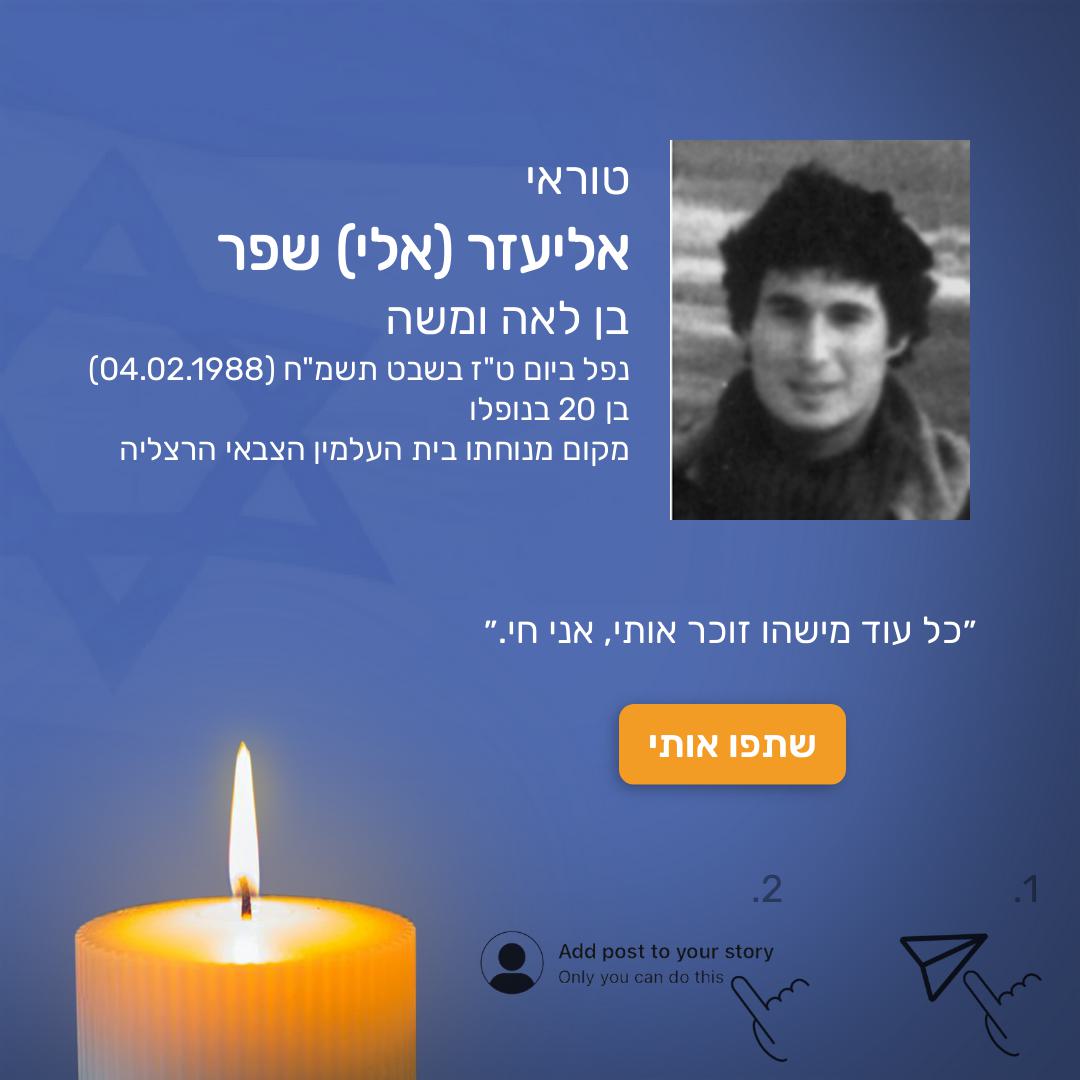 טוראי
אליעזר (אלי) שפר
בן לאה ומשה
נפל ביום ט"ז בשבט תשמ"ח (04.02.1988)
בן 20 בנופלו
מקום מנוחתו בית העלמין הצבאי הרצליה
״כל עוד מישהו זוכר אותי, אני חי.״
שתפו אותי
1.
2.
Add post to your story
Only you can do this